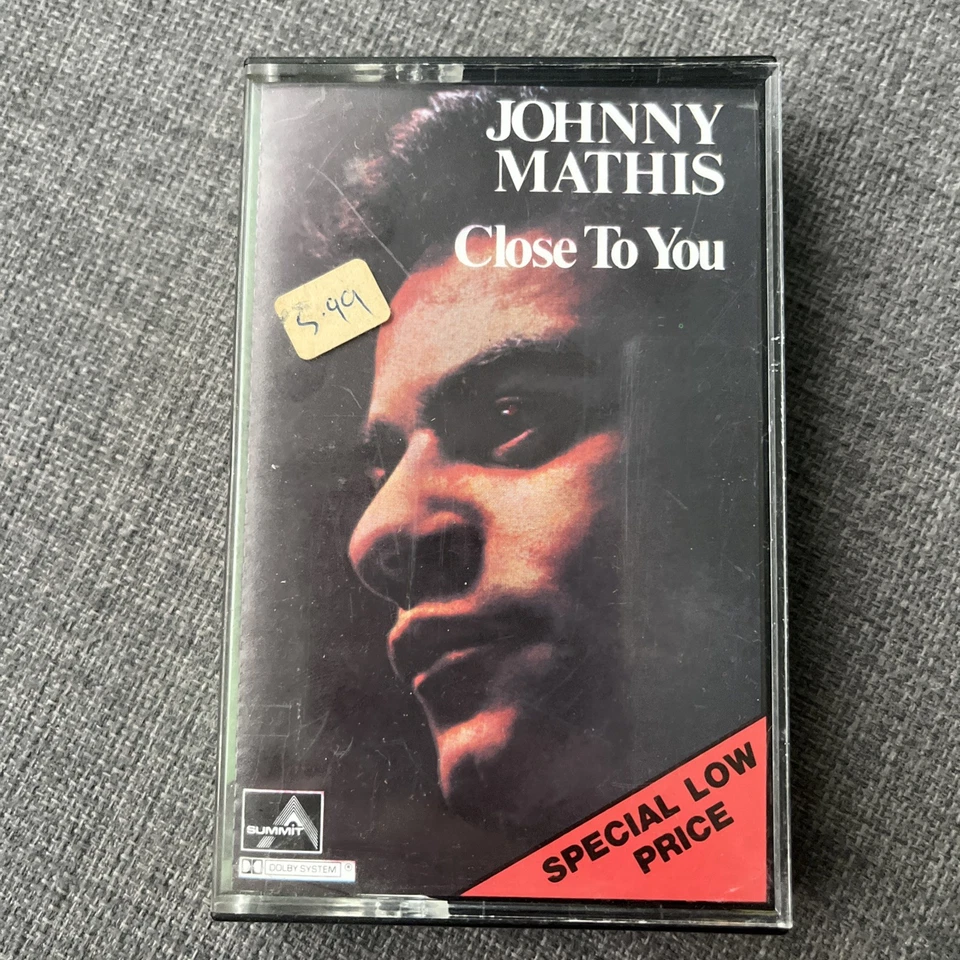 JOHNNY
MATHIS
Close To You
5.99
SPECIAL LOW
PRICE
SUMMIT
DOLBY SYSTEM ®